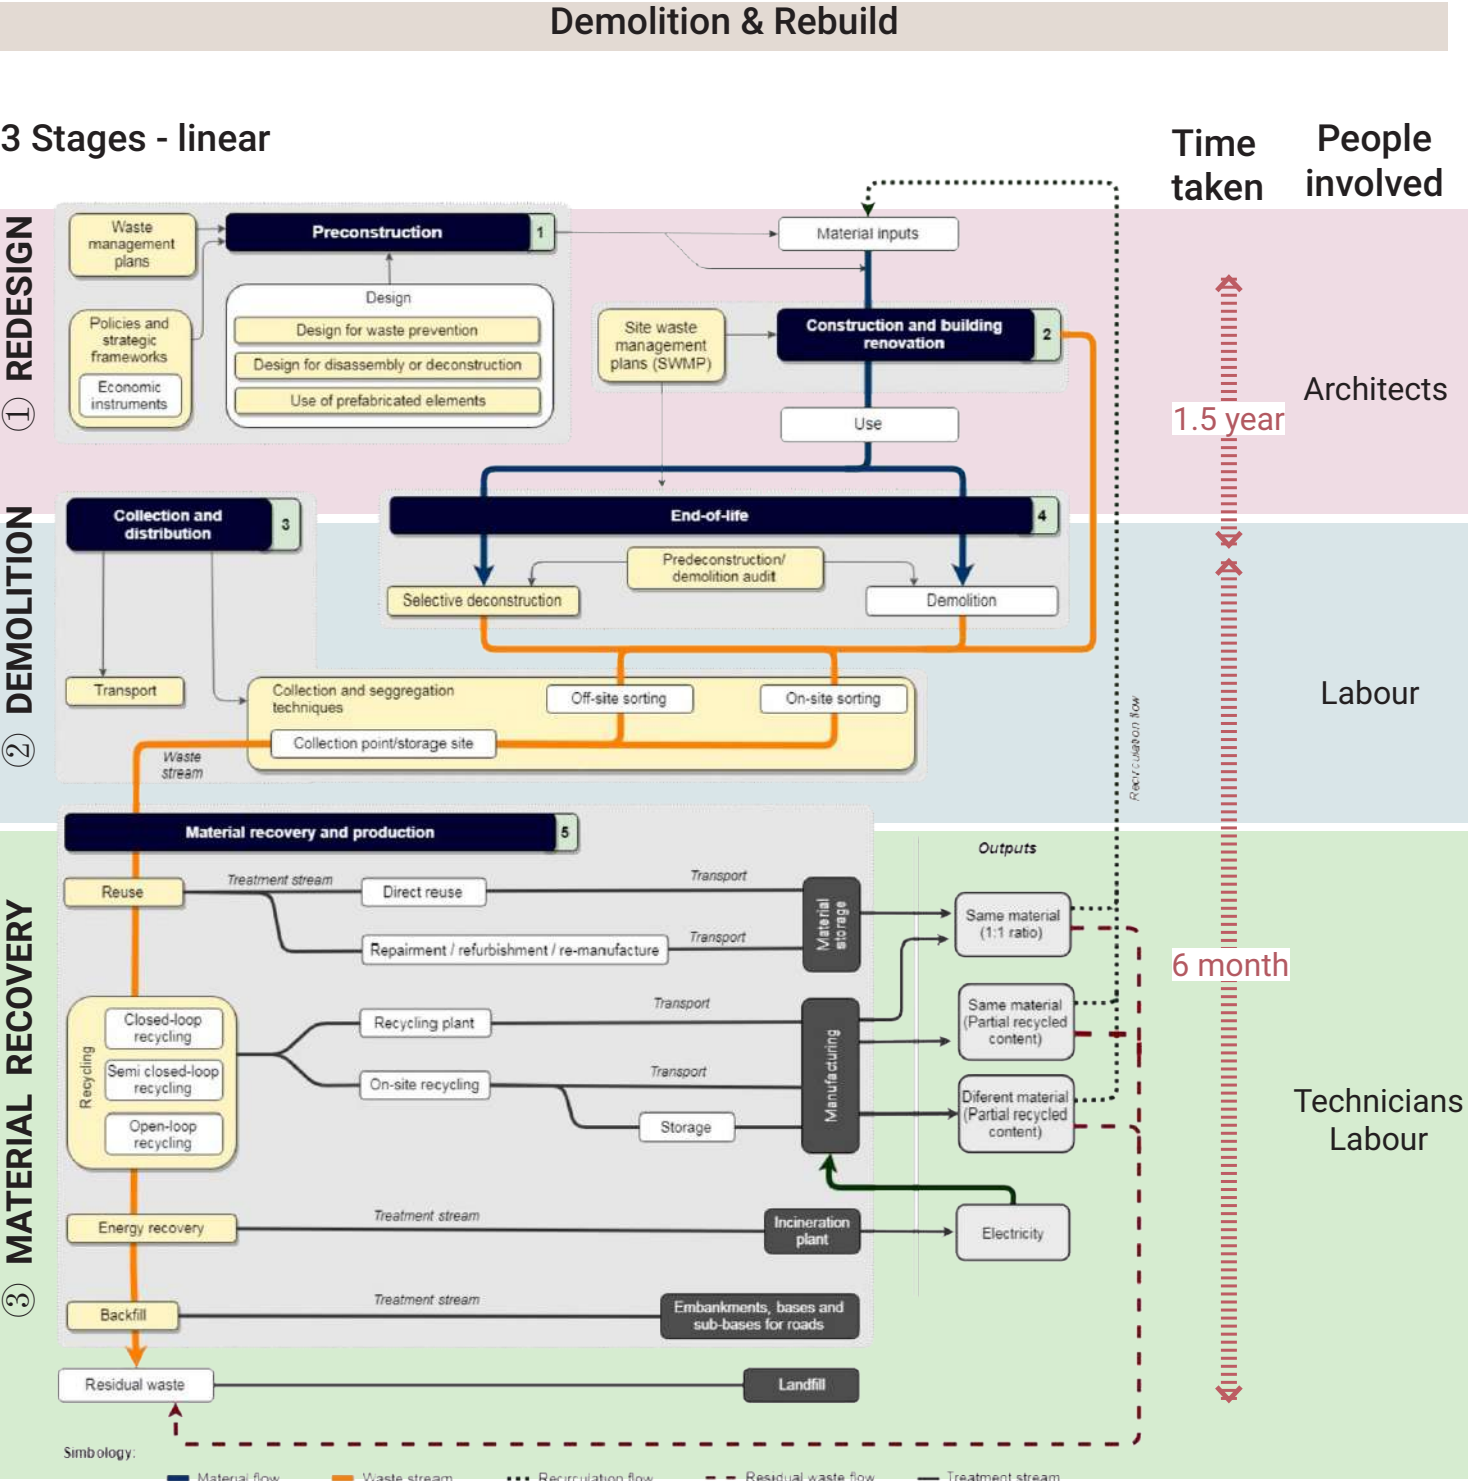 Demolition & Rebuild
3 Stages - linear
Time
taken
People
involved
① REDESIGN
Waste
management
plans
Preconstruction
1
Material inputs
Design
Design for waste prevention
Design for disassembly or deconstruction
Use of prefabricated elements
Policies and
strategic
frameworks
Economic
instruments
Site waste
management
plans (SWMP)
Construction and building
renovation
2
Use
1.5 year
Architects
② DEMOLITION
Collection and
distribution
3
End-of-life
4
Predeconstruction/
demolition audit
Selective deconstruction
Demolition
Transport
Collection and seggregation
techniques
Off-site sorting
On-site sorting
Collection point/storage site
Waste
stream
Recirculation flow
Labour
③ MATERIAL RECOVERY
Material recovery and production
5
Outputs
Reuse
Treatment stream
Direct reuse
Transport
Repairment / refurbishment / re-manufacture
Transport
Material
storage
Same material
(1:1 ratio)
Recycling
Closed-loop
recycling
Semi closed-loop
recycling
Open-loop
recycling
Recycling plant
Transport
On-site recycling
Transport
Storage
Manufacturing
Same material
(Partial recycled
content)
Diferent material
(Partial recycled
content)
6 month
Technicians
Labour
Energy recovery
Treatment stream
Incineration
plant
Electricity
Backfill
Treatment stream
Embankments, bases and
sub-bases for roads
Residual waste
Landfill
Simbology:
Material flow
Waste stream
Recirculation flow
Residual waste flow
Treatment stream